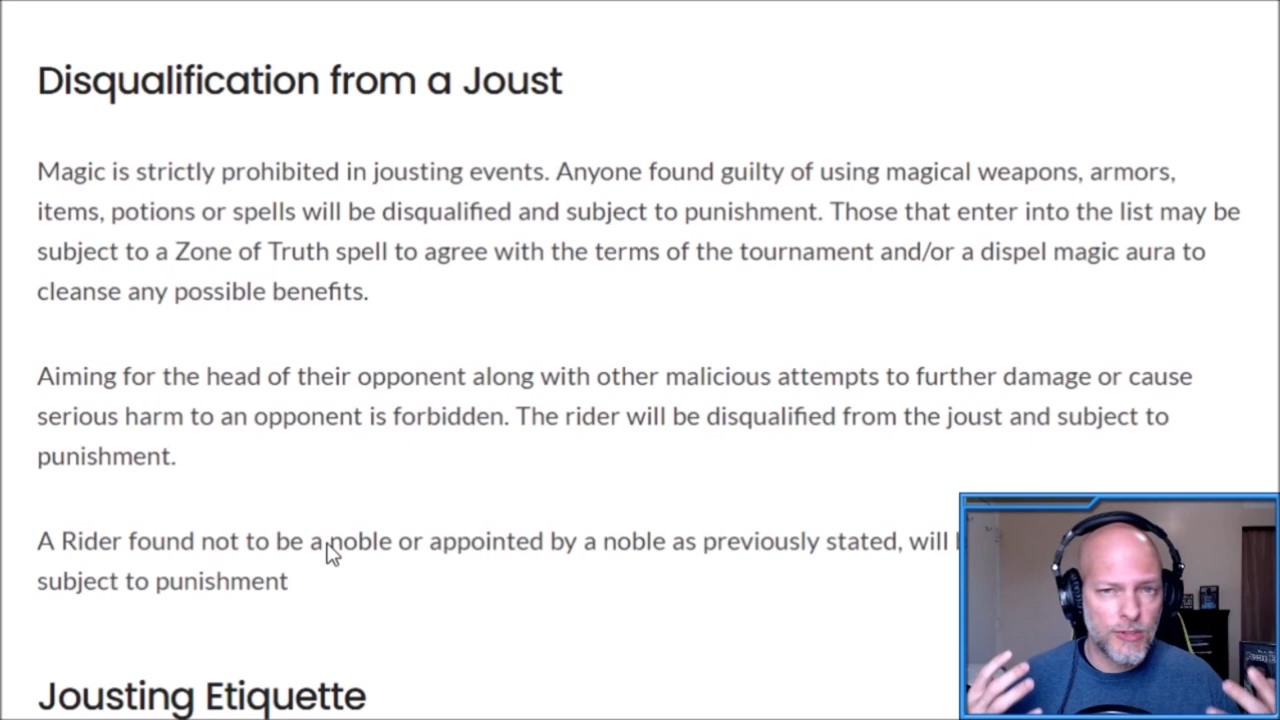 Disqualification from a Joust
Magic is strictly prohibited in jousting events. Anyone found guilty of using magical weapons, armors,
items, potions or spells will be disqualified and subject to punishment. Those that enter into the list may be
subject to a Zone of Truth spell to agree with the terms of the tournament and/or a dispel magic aura to
cleanse any possible benefits.
Aiming for the head of their opponent along with other malicious attempts to further damage or cause
serious harm to an opponent is forbidden. The rider will be disqualified from the joust and subject to
punishment.
A Rider found not to be a noble or appointed by a noble as previously stated, will
subject to punishment
Jousting Etiquette